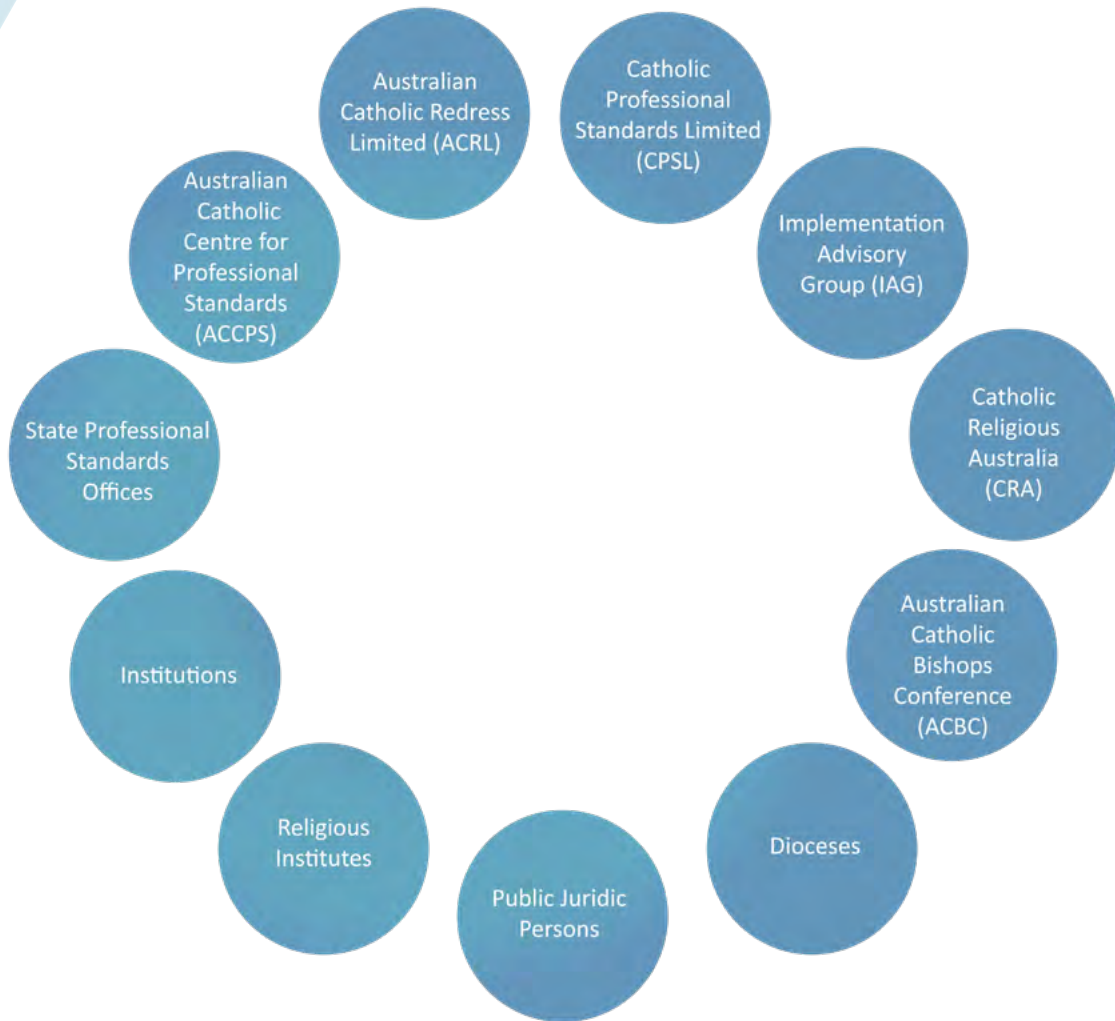 Australian
Catholic Redress
Limited (ACRL)
Catholic
Professional
Standards Limited
(CPSL)
Implementation
Advisory
Group (IAG)
Catholic
Religious
Australia
(CRA)
Australian
Catholic
Bishops
Conference
(ACBC)
Dioceses
Public Juridic
Persons
Religious
Institutes
Institutions
State Professional
Standards
Offices
Australian
Catholic
Centre for
Professional
Standards
(ACCPS)